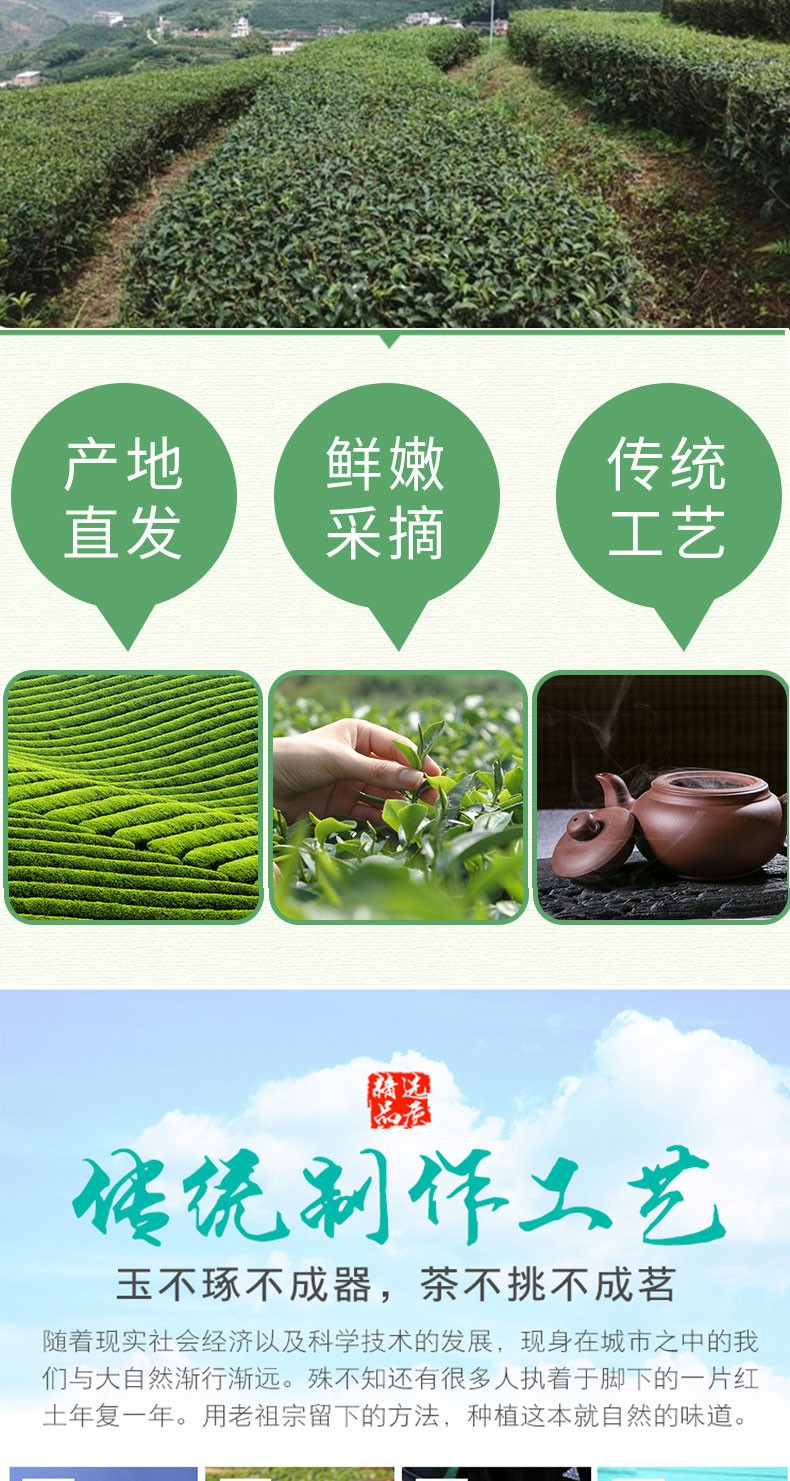 产地
直发
鲜嫩
采摘
传统
工艺
精选
品质
传统制作工艺
玉不琢不成器，茶不挑不成茗
随着现实社会经济以及科学技术的发展，现身在城市之中的我
们与大自然渐行渐远。殊不知还有很多人执着于脚下的一片红
土年复一年。用老祖宗留下的方法，种植这本就自然的味道。